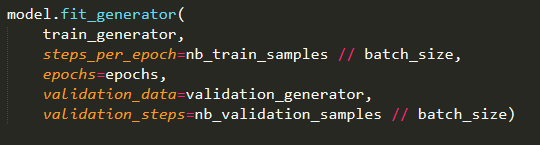 model.fit_generator(
    train_generator,
    steps_per_epoch=nb_train_samples // batch_size,
    epochs=epochs,
    validation_data=validation_generator,
    validation_steps=nb_validation_samples // batch_size)